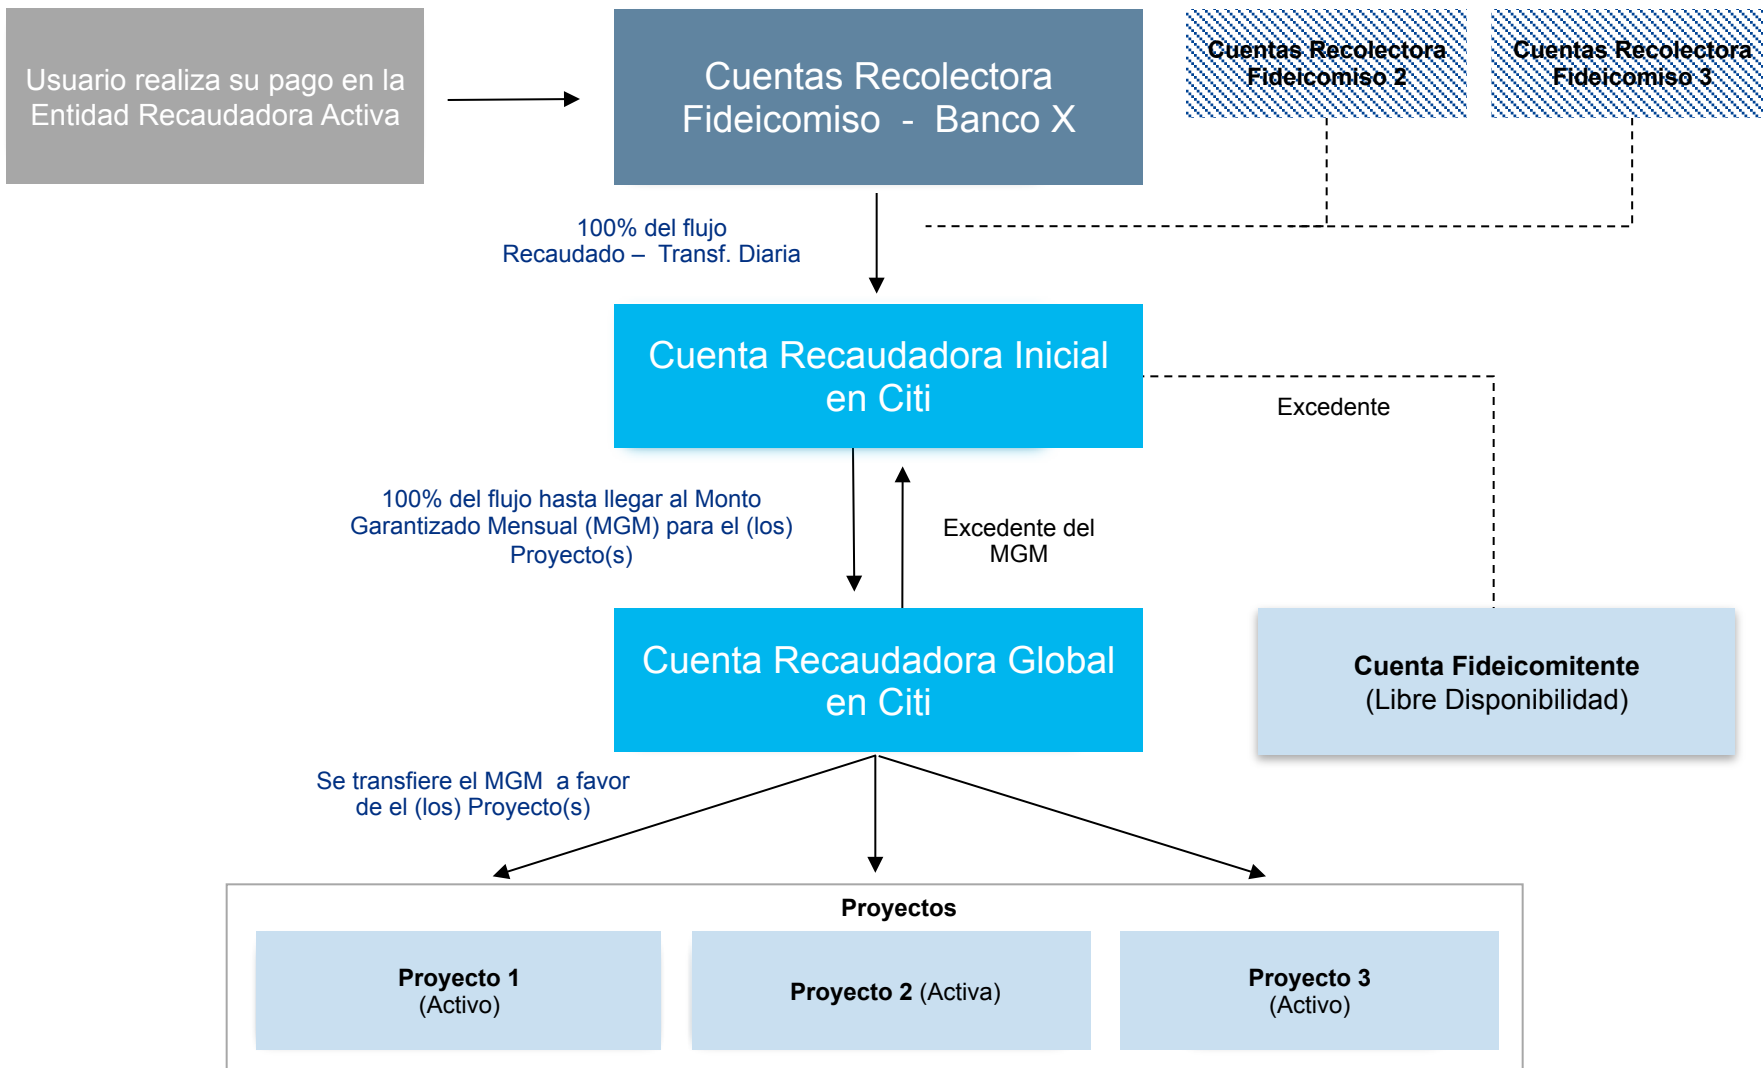 Usuario realiza su pago en la
Entidad Recaudadora Activa
Cuentas Recolectora
Fideicomiso - Banco X
Cuentas Recolectora
Fideicomiso 2
Cuentas Recolectora
Fideicomiso 3
100% del flujo
Recaudado – Transf. Diaria
Cuenta Recaudadora Inicial
en Citi
Excedente
100% del flujo hasta llegar al Monto
Garantizado Mensual (MGM) para el (los)
Proyecto(s)
Excedente del
MGM
Cuenta Recaudadora Global
en Citi
Cuenta Fideicomitente
(Libre Disponibilidad)
Se transfiere el MGM a favor
de el (los) Proyecto(s)
Proyectos
Proyecto 1
(Activo)
Proyecto 2 (Activa)
Proyecto 3
(Activo)